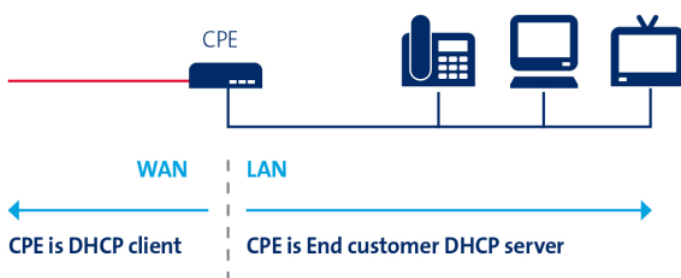 CPE
WAN
LAN
CPE is DHCP client
CPE is End customer DHCP server